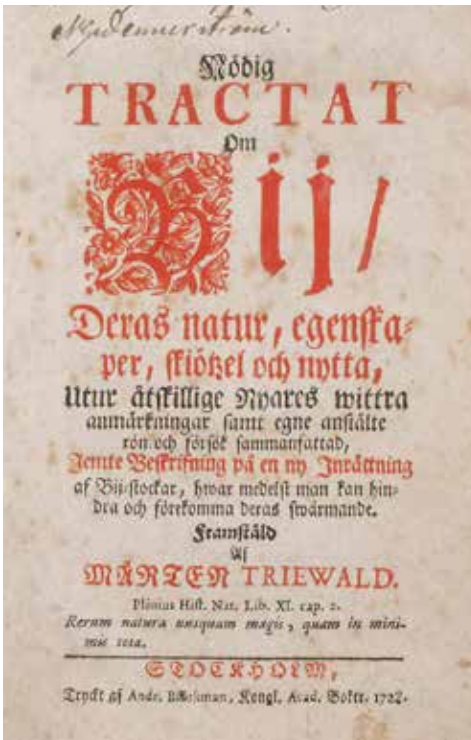 Nödig
TRACTAT
Om
Bij/
Deras natur, egenska-
per, skiötzel och nytta,
Utur åtskillige Nyares wittra
anmärkningar samt egne anstälte
rön och försök sammanfattad,
Jemte Beskrifning på en ny Inrättning
af Bij-stockar, hwar medelst man kan hin-
dra och förekomma deras swärmande.
Framstäld
Af
MÅRTEN TRIEWALD.
Plinius Hist. Nat. Lib. XI. cap. 2.
Rerum natura nusquam magis, quam in mini-
mis tota.
STOCKHOLM,
Tryckt af And. , Kongl. Acad. Boktr. 1728.